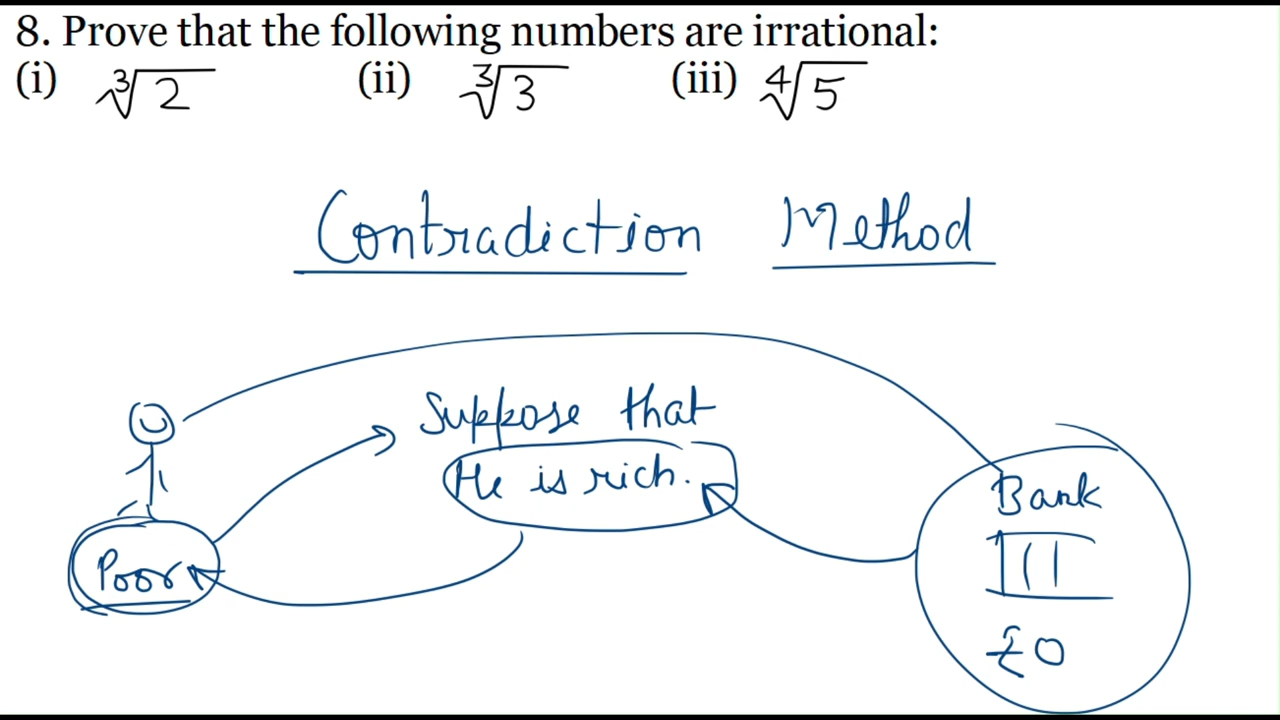 8. Prove that the following numbers are irrational:
(i) ∛2 (ii) ∛3 (iii) ∜5
Contradiction Method
Suppose that
He is rich.
Bank
Poor
£0